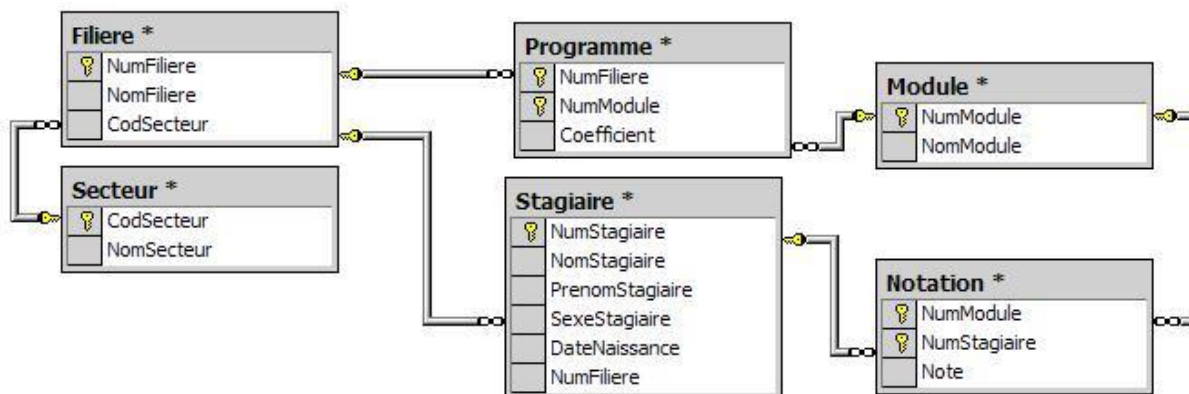 Filiere *
NumFiliere
NomFiliere
CodSecteur
Secteur *
CodSecteur
NomSecteur
Programme *
NumFiliere
NumModule
Coefficient
Stagiaire *
NumStagiaire
NomStagiaire
PrenomStagiaire
SexeStagiaire
DateNaissance
NumFiliere
Module *
NumModule
NomModule
Notation *
NumModule
NumStagiaire
Note